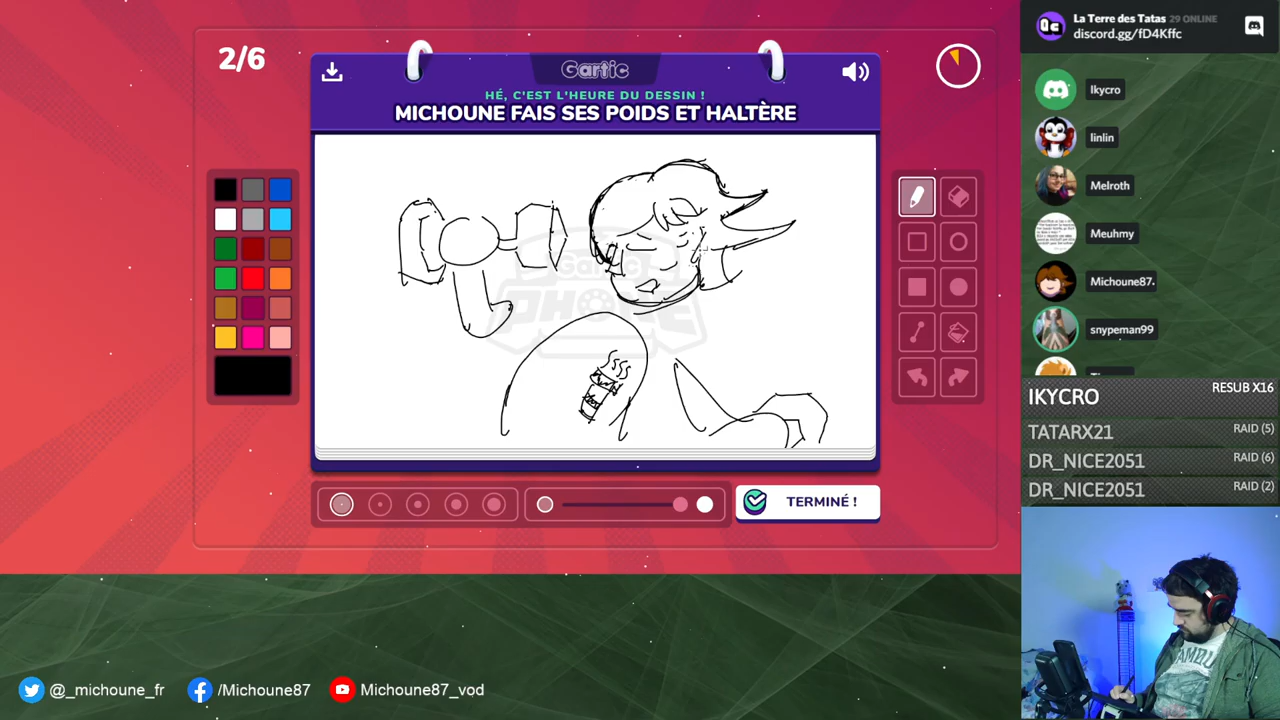 2/6
Gartic
HÉ, C'EST L'HEURE DU DESSIN !
MICHOUNE FAIS SES POIDS ET HALTÈRE
Gartic
PHONE
TERMINÉ !
La Terre des Tatas 29 ONLINE
discord.gg/fD4Kffc
Ikycro
linlin
Melroth
Meuhmy
Michoune87.
snypeman99
IKYCRO RESUB X16
TATARX21 RAID (5)
DR_NICE2051 RAID (6)
DR_NICE2051 RAID (2)
@_michoune_fr
/Michoune87
Michoune87_vod